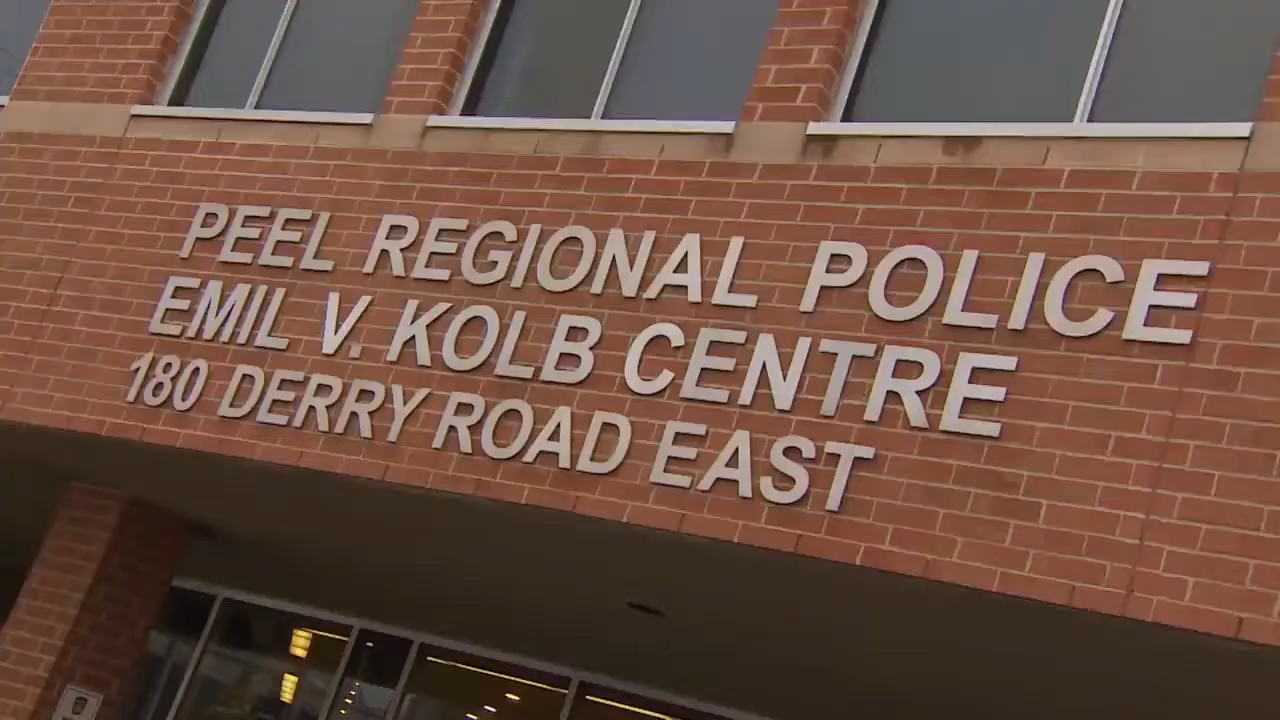 PEEL REGIONAL POLICE
EMIL V. KOLB CENTRE
180 DERRY ROAD EAST